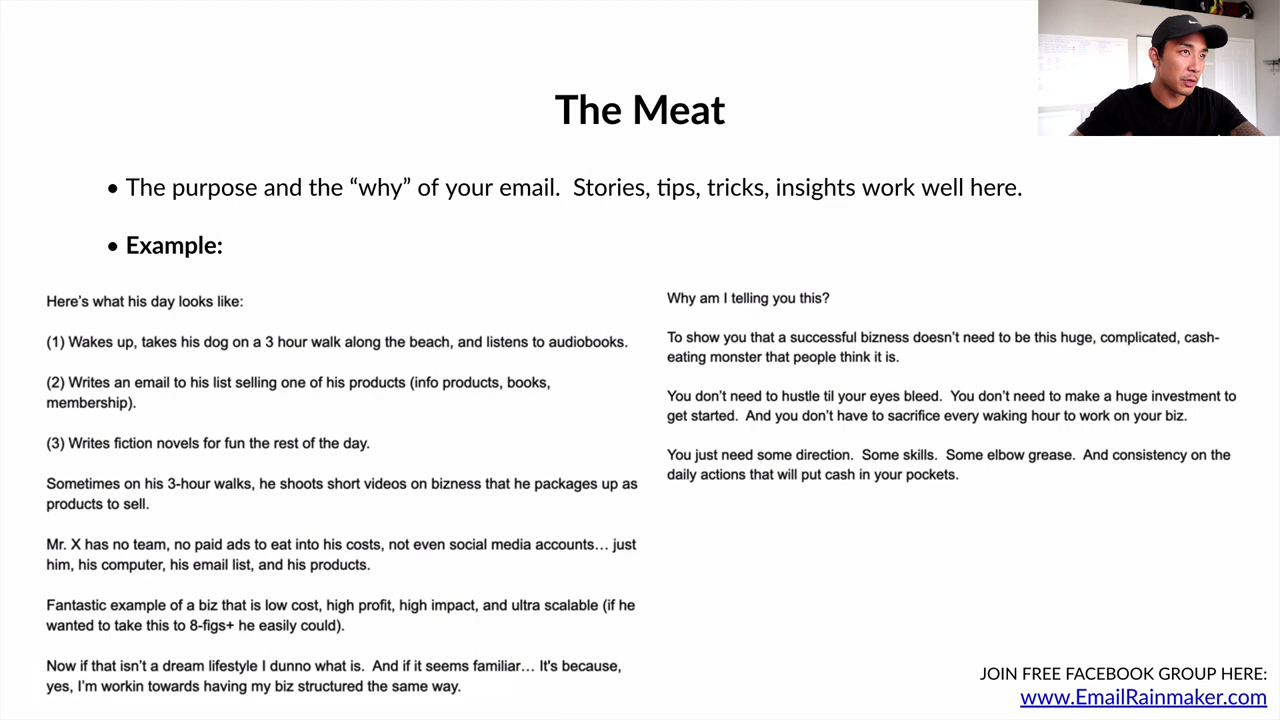 The Meat
• The purpose and the “why” of your email.  Stories, tips, tricks, insights work well here.
• Example:
Here’s what his day looks like:
(1) Wakes up, takes his dog on a 3 hour walk along the beach, and listens to audiobooks.
(2) Writes an email to his list selling one of his products (info products, books,
membership).
(3) Writes fiction novels for fun the rest of the day.
Sometimes on his 3-hour walks, he shoots short videos on bizness that he packages up as
products to sell.
Mr. X has no team, no paid ads to eat into his costs, not even social media accounts… just
him, his computer, his email list, and his products.
Fantastic example of a biz that is low cost, high profit, high impact, and ultra scalable (if he
wanted to take this to 8-figs+ he easily could).
Now if that isn’t a dream lifestyle I dunno what is.  And if it seems familiar… It's because,
yes, I’m workin towards having my biz structured the same way.
Why am I telling you this?
To show you that a successful bizness doesn’t need to be this huge, complicated, cash-
eating monster that people think it is.
You don’t need to hustle til your eyes bleed.  You don’t need to make a huge investment to
get started.  And you don’t have to sacrifice every waking hour to work on your biz.
You just need some direction.  Some skills.  Some elbow grease.  And consistency on the
daily actions that will put cash in your pockets.
JOIN FREE FACEBOOK GROUP HERE:
www.EmailRainmaker.com